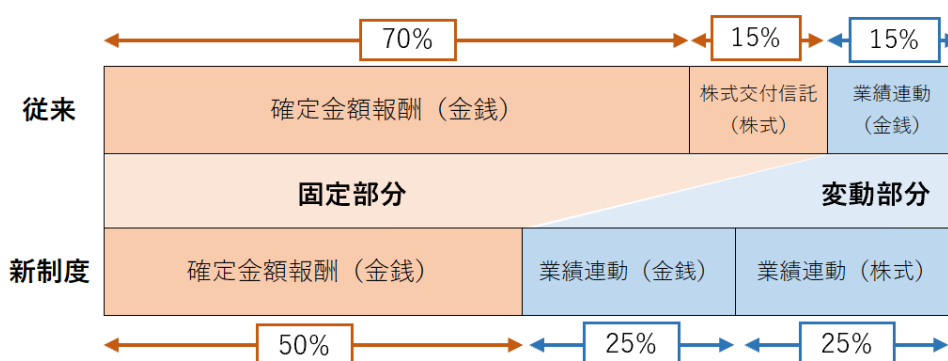 70%
15%
15%
従来
確定金額報酬（金銭）
株式交付信託
（株式）
業績連動
（金銭）
固定部分
変動部分
新制度
確定金額報酬（金銭）
業績連動（金銭）
業績連動（株式）
50%
25%
25%